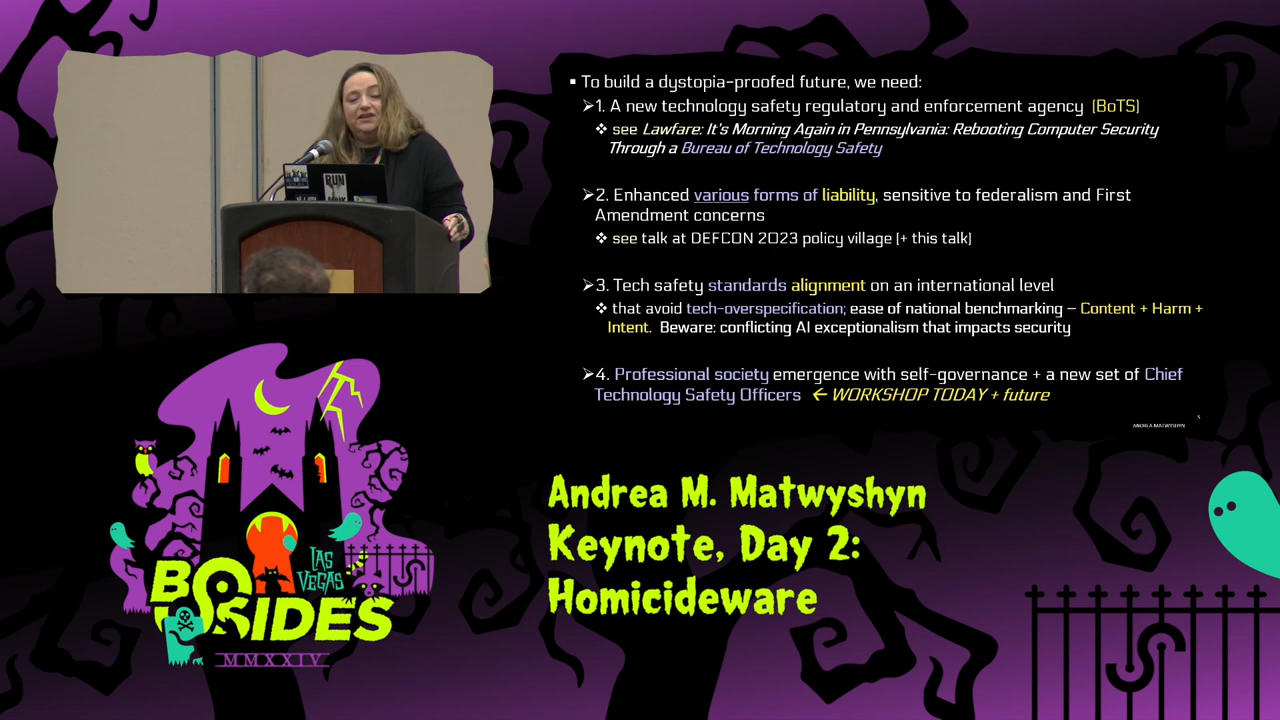 ▪ To build a dystopia-proofed future, we need:
➢1. A new technology safety regulatory and enforcement agency (BoTS)
❖ see Lawfare: It's Morning Again in Pennsylvania: Rebooting Computer Security
Through a Bureau of Technology Safety
➢2. Enhanced various forms of liability, sensitive to federalism and First
Amendment concerns
❖ see talk at DEFCON 2023 policy village (+ this talk)
➢3. Tech safety standards alignment on an international level
❖ that avoid tech-overspecification; ease of national benchmarking – Content + Harm +
Intent. Beware: conflicting AI exceptionalism that impacts security
➢4. Professional society emergence with self-governance + a new set of Chief
Technology Safety Officers ← WORKSHOP TODAY + future
ANDREA MATWYSHYN
RUN
Andrea M. Matwyshyn
Keynote, Day 2:
Homicideware
LAS
VEGAS
BSIDES
MMXXIV